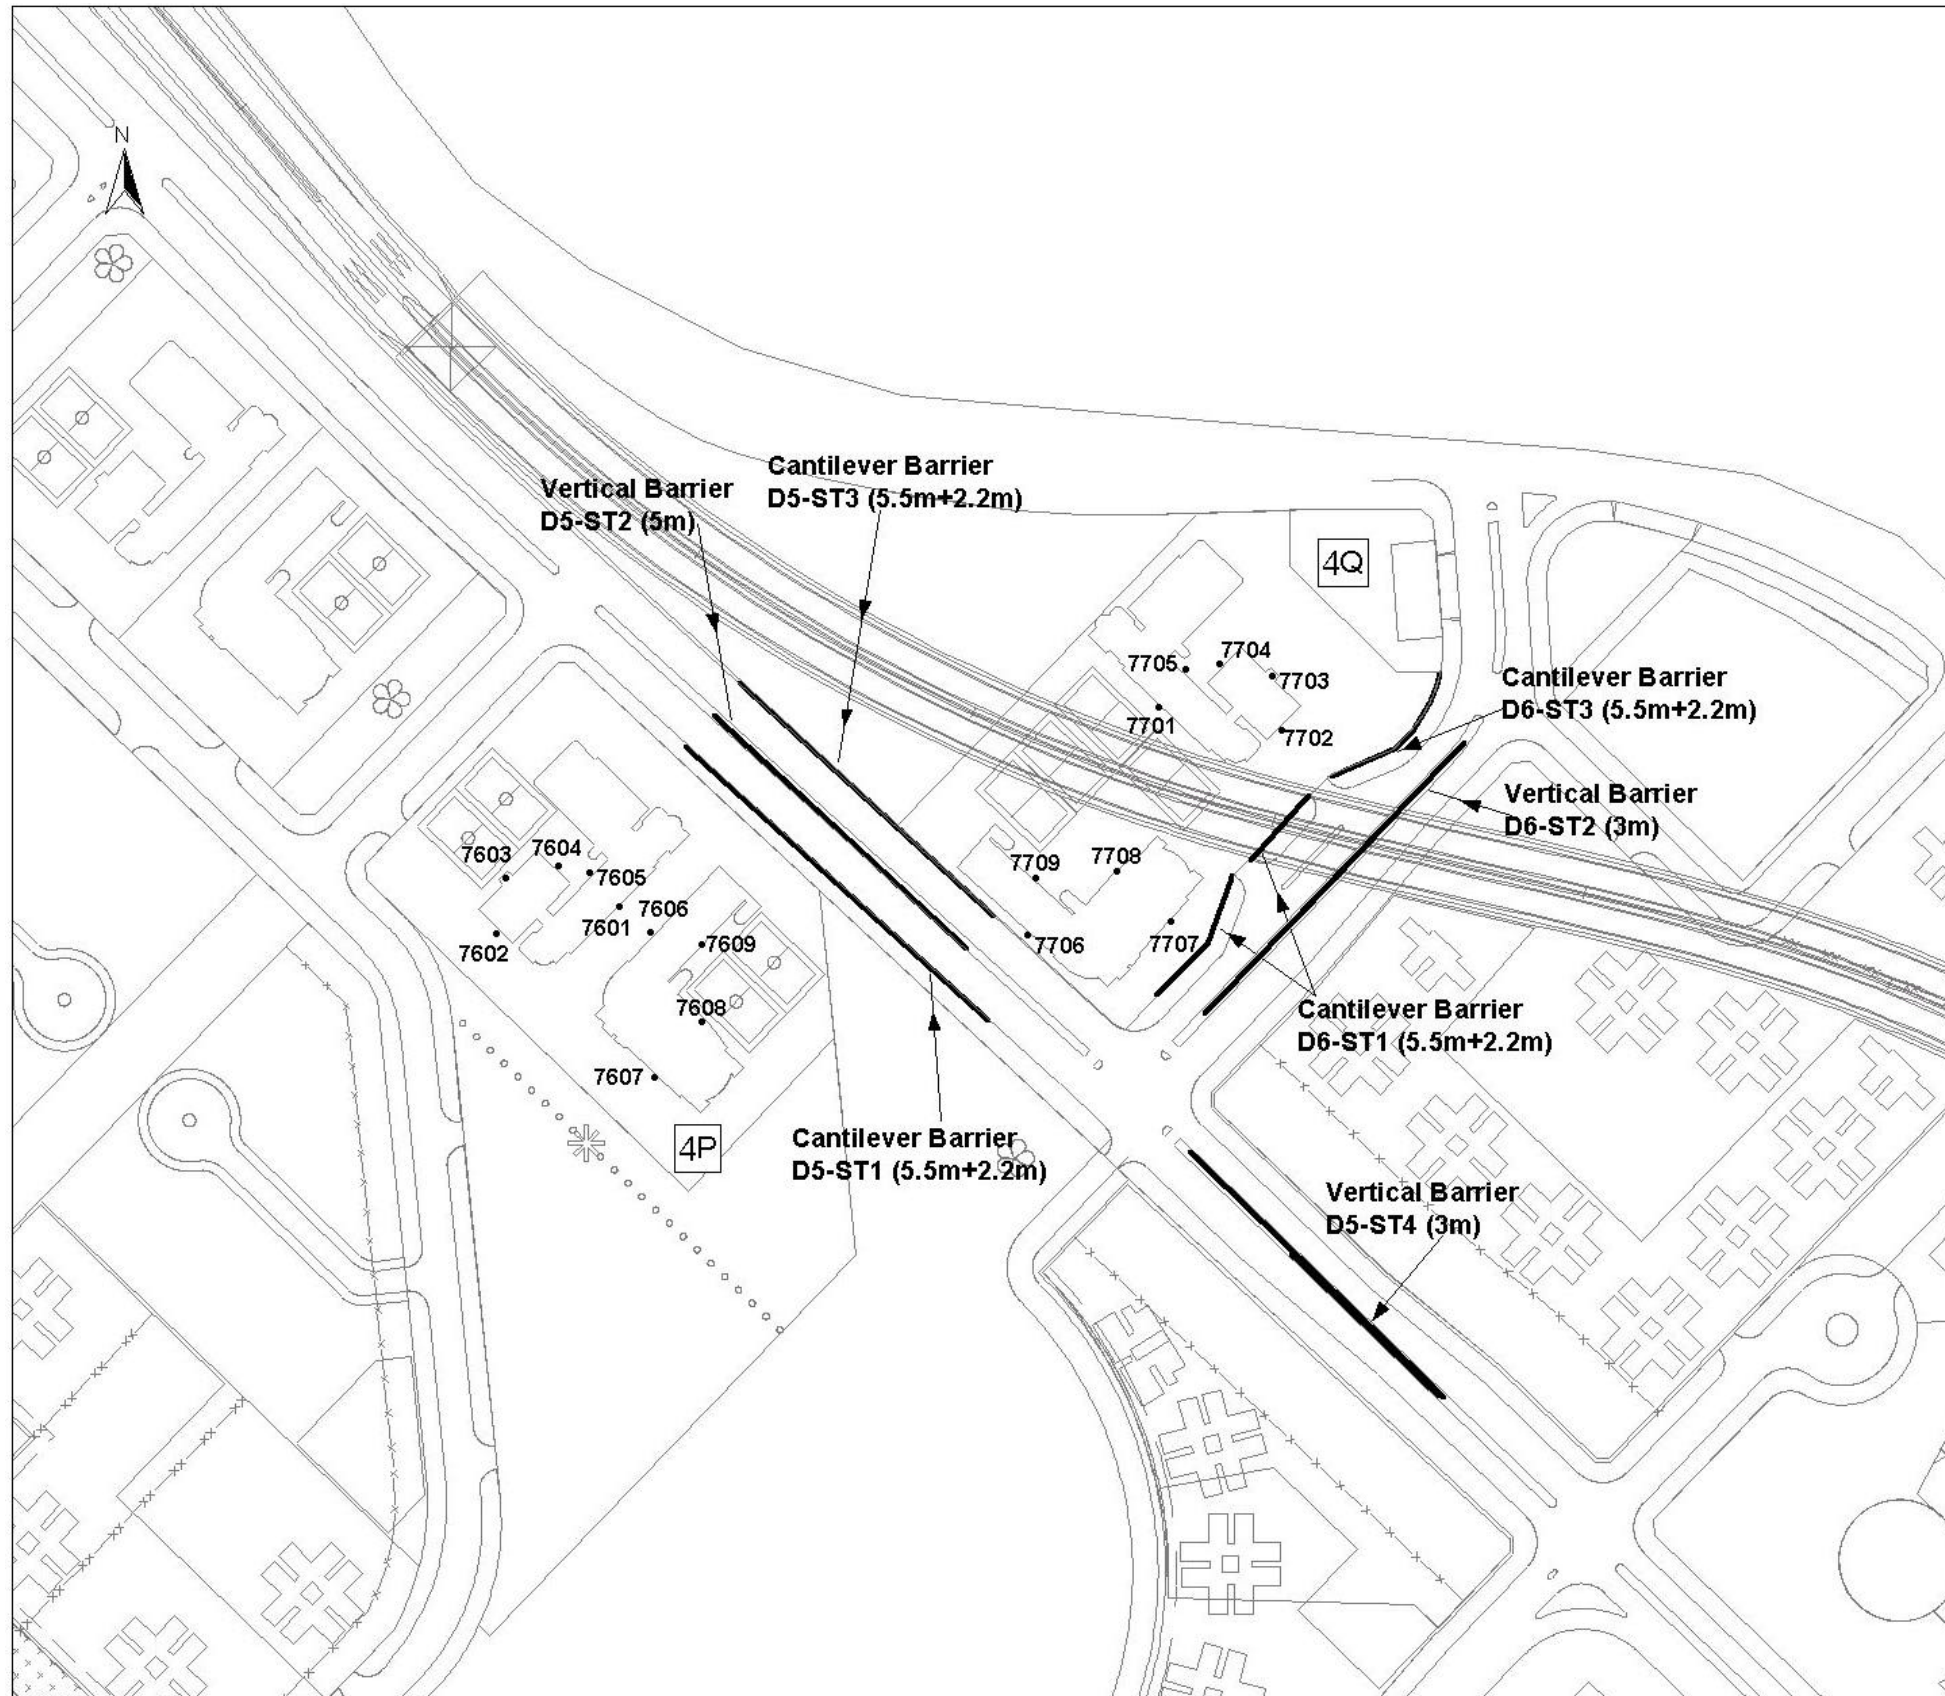 N
Cantilever Barrier
D5-ST3 (5.5m+2.2m)
Vertical Barrier
D5-ST2 (5m)
4Q
7704
7705
7703
7701
7702
Cantilever Barrier
D6-ST3 (5.5m+2.2m)
Vertical Barrier
D6-ST2 (3m)
7603
7604
7605
7606
7601
7602
7609
7608
7607
7709
7708
7706
7707
Cantilever Barrier
D6-ST1 (5.5m+2.2m)
4P
Cantilever Barrier
D5-ST1 (5.5m+2.2m)
Vertical Barrier
D5-ST4 (3m)